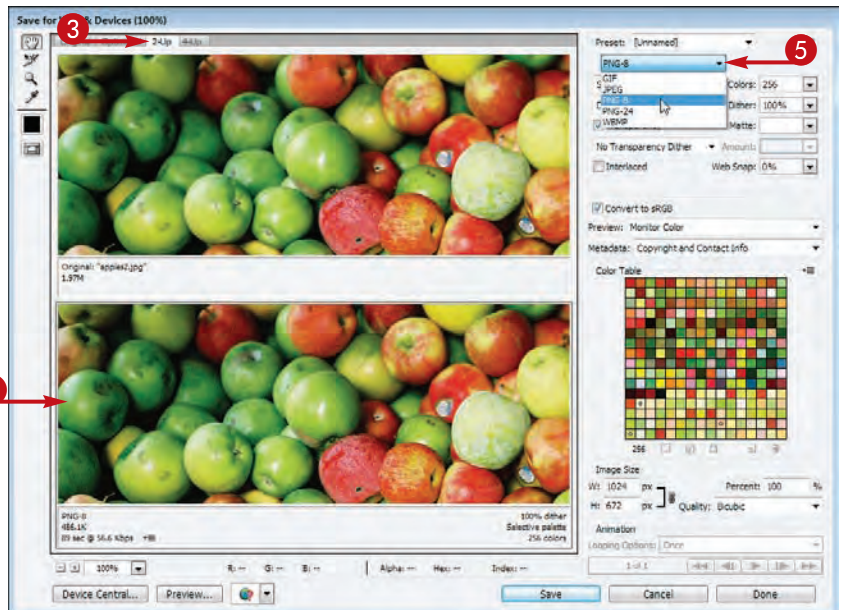 Save for & Devices (100%)
3
2-Up 4-Up
Original: "apples2.jpg"
1.97M
PNG-8
486.1K
89 sec @ 56.6 Kbps
100% dither
Selective palette
256 colors
100%
R: -- G: -- B: -- Alpha: -- Hex: -- Index: --
Device Central... Preview... Save Cancel Done
Preset: [Unnamed]
5
PNG-8
GIF
JPEG
PNG-8
PNG-24
WBMP
Colors: 256
Dither: 100%
Matte:
No Transparency Dither Amount:
Interlaced Web Snap: 0%
Convert to sRGB
Preview: Monitor Color
Metadata: Copyright and Contact Info
Color Table
256
Image Size
W: 1024 px Percent: 100 %
H: 672 px Quality: Bicubic
Animation
Looping Options: Once
1 of 1